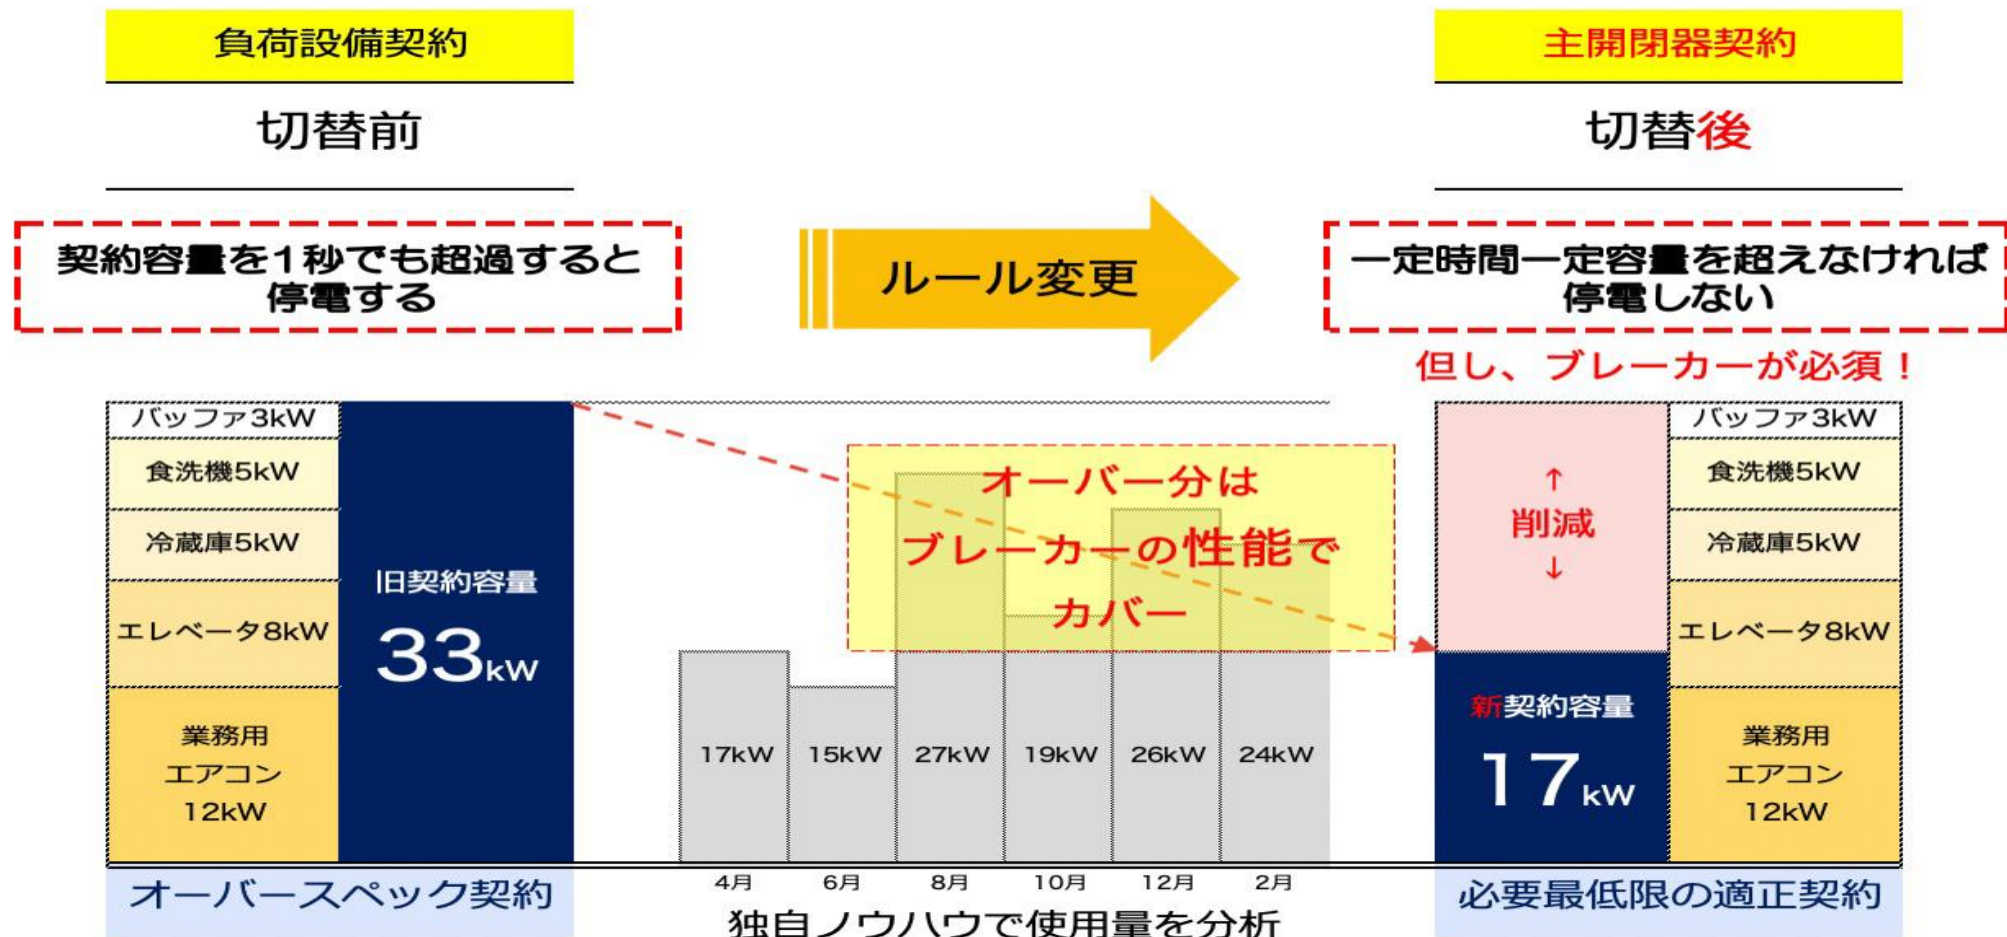 負荷設備契約
切替前
契約容量を1秒でも超過すると
停電する
ルール変更
主開閉器契約
切替後
一定時間一定容量を超えなければ
停電しない
但し、ブレーカーが必須！
バッファ3kW
食洗機5kW
冷蔵庫5kW
エレベータ8kW
業務用
エアコン
12kW
旧契約容量
33kW
オーバースペック契約
オーバー分は
ブレーカーの性能で
カバー
17kW
15kW
27kW
19kW
26kW
24kW
4月
6月
8月
10月
12月
2月
独自ノウハウで使用量を分析
↑
削減
↓
新契約容量
17kW
バッファ3kW
食洗機5kW
冷蔵庫5kW
エレベータ8kW
業務用
エアコン
12kW
必要最低限の適正契約